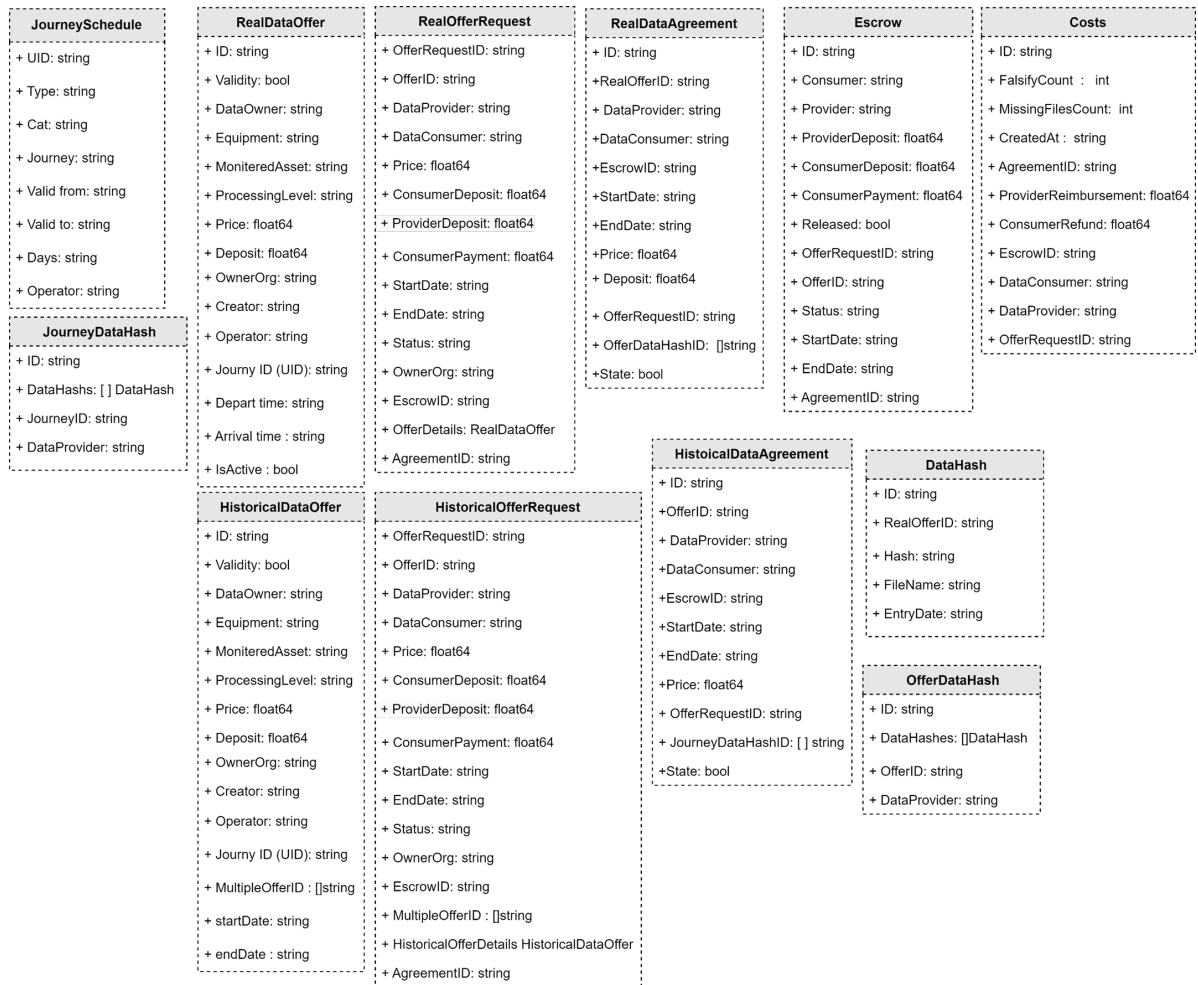 JourneySchedule
+ UID: string
+ Type: string
+ Cat: string
+ Journey: string
+ Valid from: string
+ Valid to: string
+ Days: string
+ Operator: string
JourneyDataHash
+ ID: string
+ DataHashs: [ ] DataHash
+ JourneyID: string
+ DataProvider: string
RealDataOffer
+ ID: string
+ Validity: bool
+ DataOwner: string
+ Equipment: string
+ MoniteredAsset: string
+ ProcessingLevel: string
+ Price: float64
+ Deposit: float64
+ OwnerOrg: string
+ Creator: string
+ Operator: string
+ Journy ID (UID): string
+ Depart time: string
+ Arrival time : string
+ IsActive : bool
RealOfferRequest
+ OfferRequestID: string
+ OfferID: string
+ DataProvider: string
+ DataConsumer: string
+ Price: float64
+ ConsumerDeposit: float64
+ ProviderDeposit: float64
+ ConsumerPayment: float64
+ StartDate: string
+ EndDate: string
+ Status: string
+ OwnerOrg: string
+ EscrowID: string
+ OfferDetails: RealDataOffer
+ AgreementID: string
RealDataAgreement
+ ID: string
+RealOfferID: string
+ DataProvider: string
+DataConsumer: string
+EscrowID: string
+StartDate: string
+EndDate: string
+Price: float64
+ Deposit: float64
+ OfferRequestID: string
+ OfferDataHashID: []string
+State: bool
Escrow
+ ID: string
+ Consumer: string
+ Provider: string
+ ProviderDeposit: float64
+ ConsumerDeposit: float64
+ ConsumerPayment: float64
+ Released: bool
+ OfferRequestID: string
+ OfferID: string
+ Status: string
+ StartDate: string
+ EndDate: string
+ AgreementID: string
Costs
+ ID: string
+ FalsifyCount : int
+ MissingFilesCount: int
+ CreatedAt : string
+ AgreementID: string
+ ProviderReimbursement: float64
+ ConsumerRefund: float64
+ EscrowID: string
+ DataConsumer: string
+ DataProvider: string
+ OfferRequestID: string
HistoricalDataOffer
+ ID: string
+ Validity: bool
+ DataOwner: string
+ Equipment: string
+ MoniteredAsset: string
+ ProcessingLevel: string
+ Price: float64
+ Deposit: float64
+ OwnerOrg: string
+ Creator: string
+ Operator: string
+ Journy ID (UID): string
+ MultipleOfferID : []string
+ startDate: string
+ endDate : string
HistoricalOfferRequest
+ OfferRequestID: string
+ OfferID: string
+ DataProvider: string
+ DataConsumer: string
+ Price: float64
+ ConsumerDeposit: float64
+ ProviderDeposit: float64
+ ConsumerPayment: float64
+ StartDate: string
+ EndDate: string
+ Status: string
+ OwnerOrg: string
+ EscrowID: string
+ MultipleOfferID : []string
+ HistoricalOfferDetails HistoricalDataOffer
+ AgreementID: string
HistoicalDataAgreement
+ ID: string
+OfferID: string
+ DataProvider: string
+DataConsumer: string
+EscrowID: string
+StartDate: string
+EndDate: string
+Price: float64
+ OfferRequestID: string
+ JourneyDataHashID: [ ] string
+State: bool
DataHash
+ ID: string
+ RealOfferID: string
+ Hash: string
+ FileName: string
+ EntryDate: string
OfferDataHash
+ ID: string
+ DataHashes: []DataHash
+ OfferID: string
+ DataProvider: string